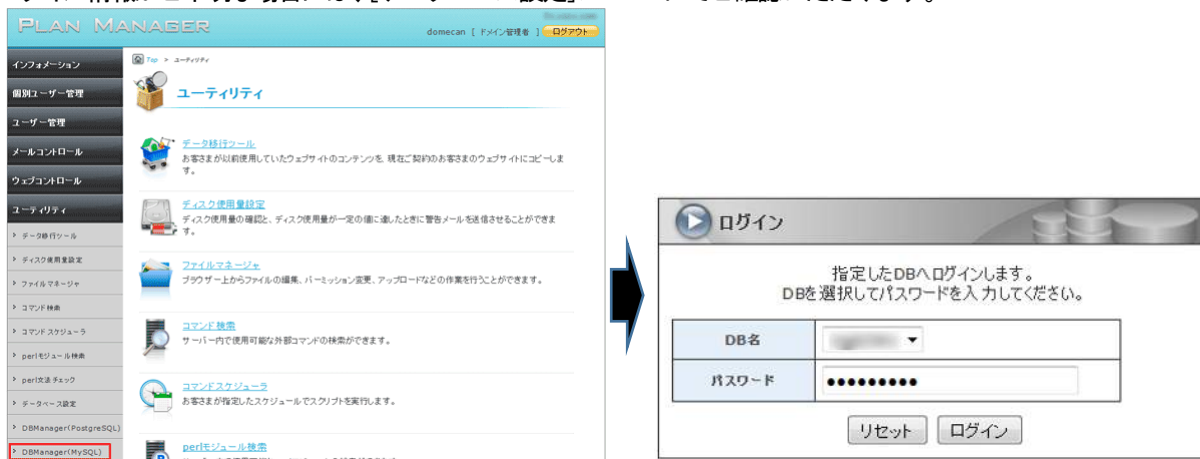 PLAN MANAGER
domecan [ ドメイン管理者 ] ログアウト
インフォメーション
個別ユーザー管理
ユーザー管理
メールコントロール
ウェブコントロール
ユーティリティ
データ移行ツール
ディスク使用量設定
ファイルマネージャ
コマンド検索
コマンドスケジューラ
perlモジュール検索
perl文法チェック
データベース設定
DBManager(PostgreSQL)
DBManager(MySQL)
Top > ユーティリティ
ユーティリティ
データ移行ツール
お客さまが以前使用していたウェブサイトのコンテンツを、現在ご契約のお客さまのウェブサイトにコピーしま
す。
ディスク使用量設定
ディスク使用量の確認と、ディスク使用量が一定の値に達したときに警告メールを送信させることができま
す。
ファイルマネージャ
ブラウザー上からファイルの編集、パーミッション変更、アップロードなどの作業を行うことができます。
コマンド検索
サーバー内で使用可能な外部コマンドの検索ができます。
コマンドスケジューラ
お客さまが指定したスケジュールでスクリプトを実行します。
perlモジュール検索
ログイン
指定したDBへログインします。
DBを選択してパスワードを入力してください。
DB名
パスワード
リセット ログイン